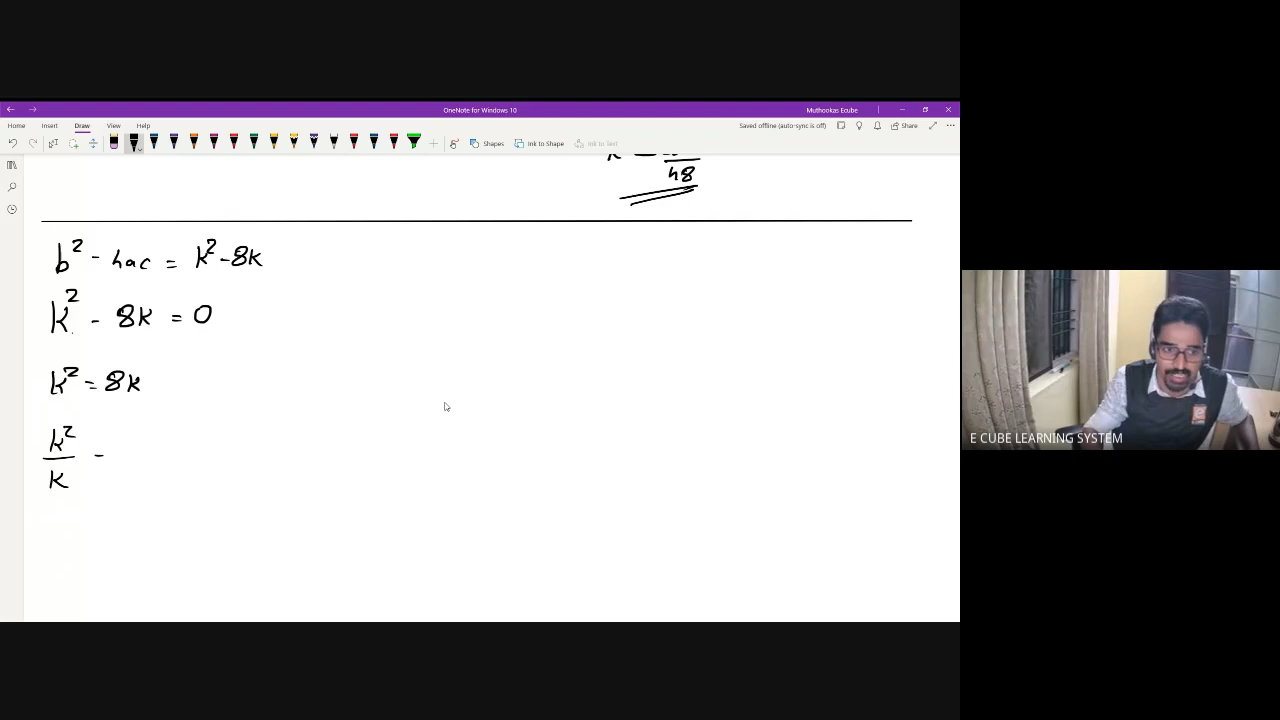 OneNote for Windows 10
Muthookas Ecube
Home Insert Draw View Help
Saved offline (auto-sync is off)
Share
Shapes
Ink to Shape
Ink to Text
48
b² - 4ac = k² - 8k
k² - 8k = 0
k² = 8k
k²
k
-
E CUBE LEARNING SYSTEM